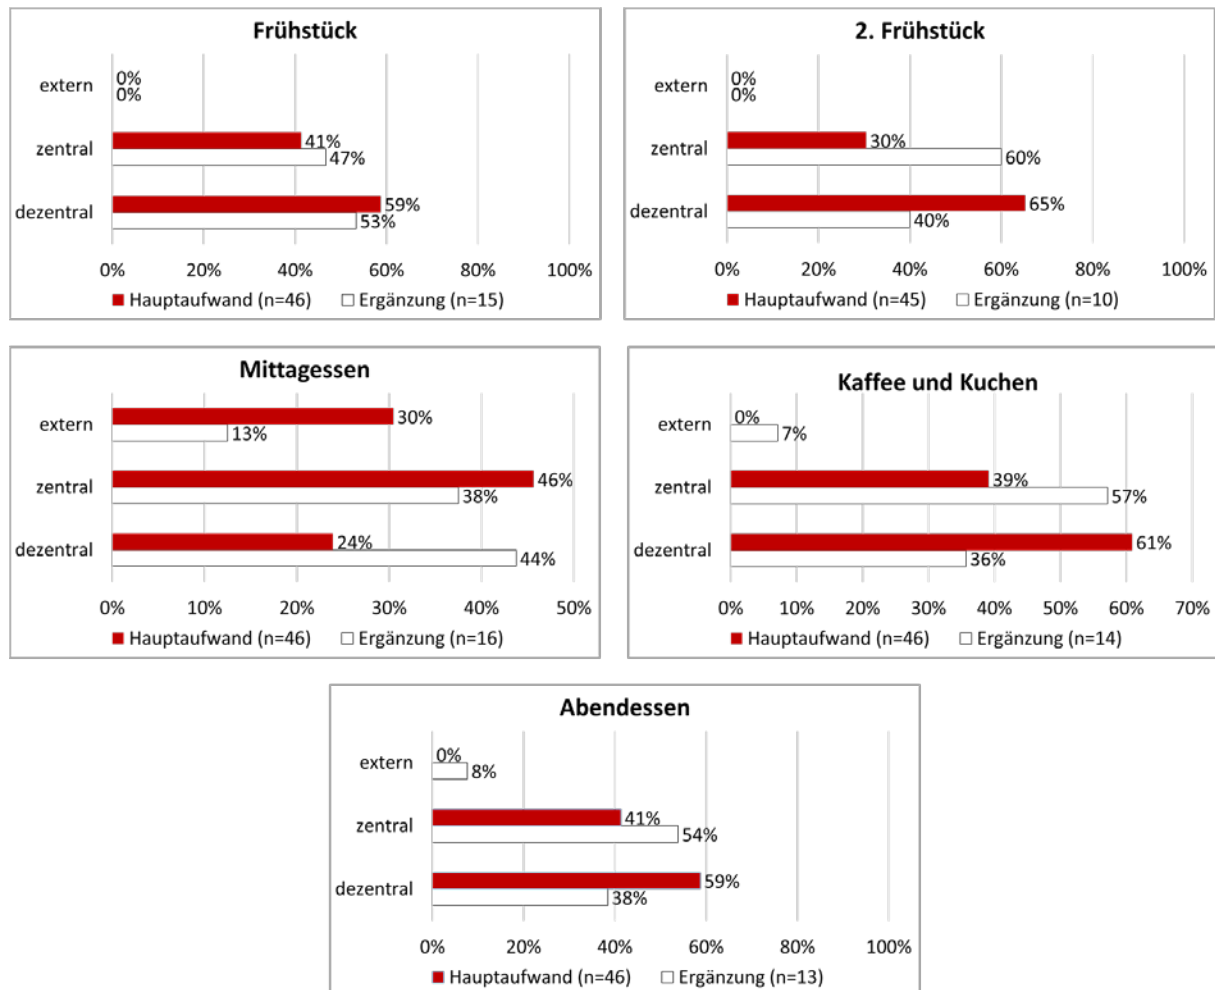 Frühstück
extern
0%
0%
zentral
41%
47%
dezentral
59%
53%
0% 20% 40% 60% 80% 100%
Hauptaufwand (n=46) Ergänzung (n=15)
2. Frühstück
extern
0%
0%
zentral
30%
60%
dezentral
65%
40%
0% 20% 40% 60% 80% 100%
Hauptaufwand (n=45) Ergänzung (n=10)
Mittagessen
extern
30%
13%
zentral
46%
38%
dezentral
24%
44%
0% 10% 20% 30% 40% 50%
Hauptaufwand (n=46) Ergänzung (n=16)
Kaffee und Kuchen
extern
0%
7%
zentral
39%
57%
dezentral
61%
36%
0% 10% 20% 30% 40% 50% 60% 70%
Hauptaufwand (n=46) Ergänzung (n=14)
Abendessen
extern
0%
8%
zentral
41%
54%
dezentral
59%
38%
0% 20% 40% 60% 80% 100%
Hauptaufwand (n=46) Ergänzung (n=13)